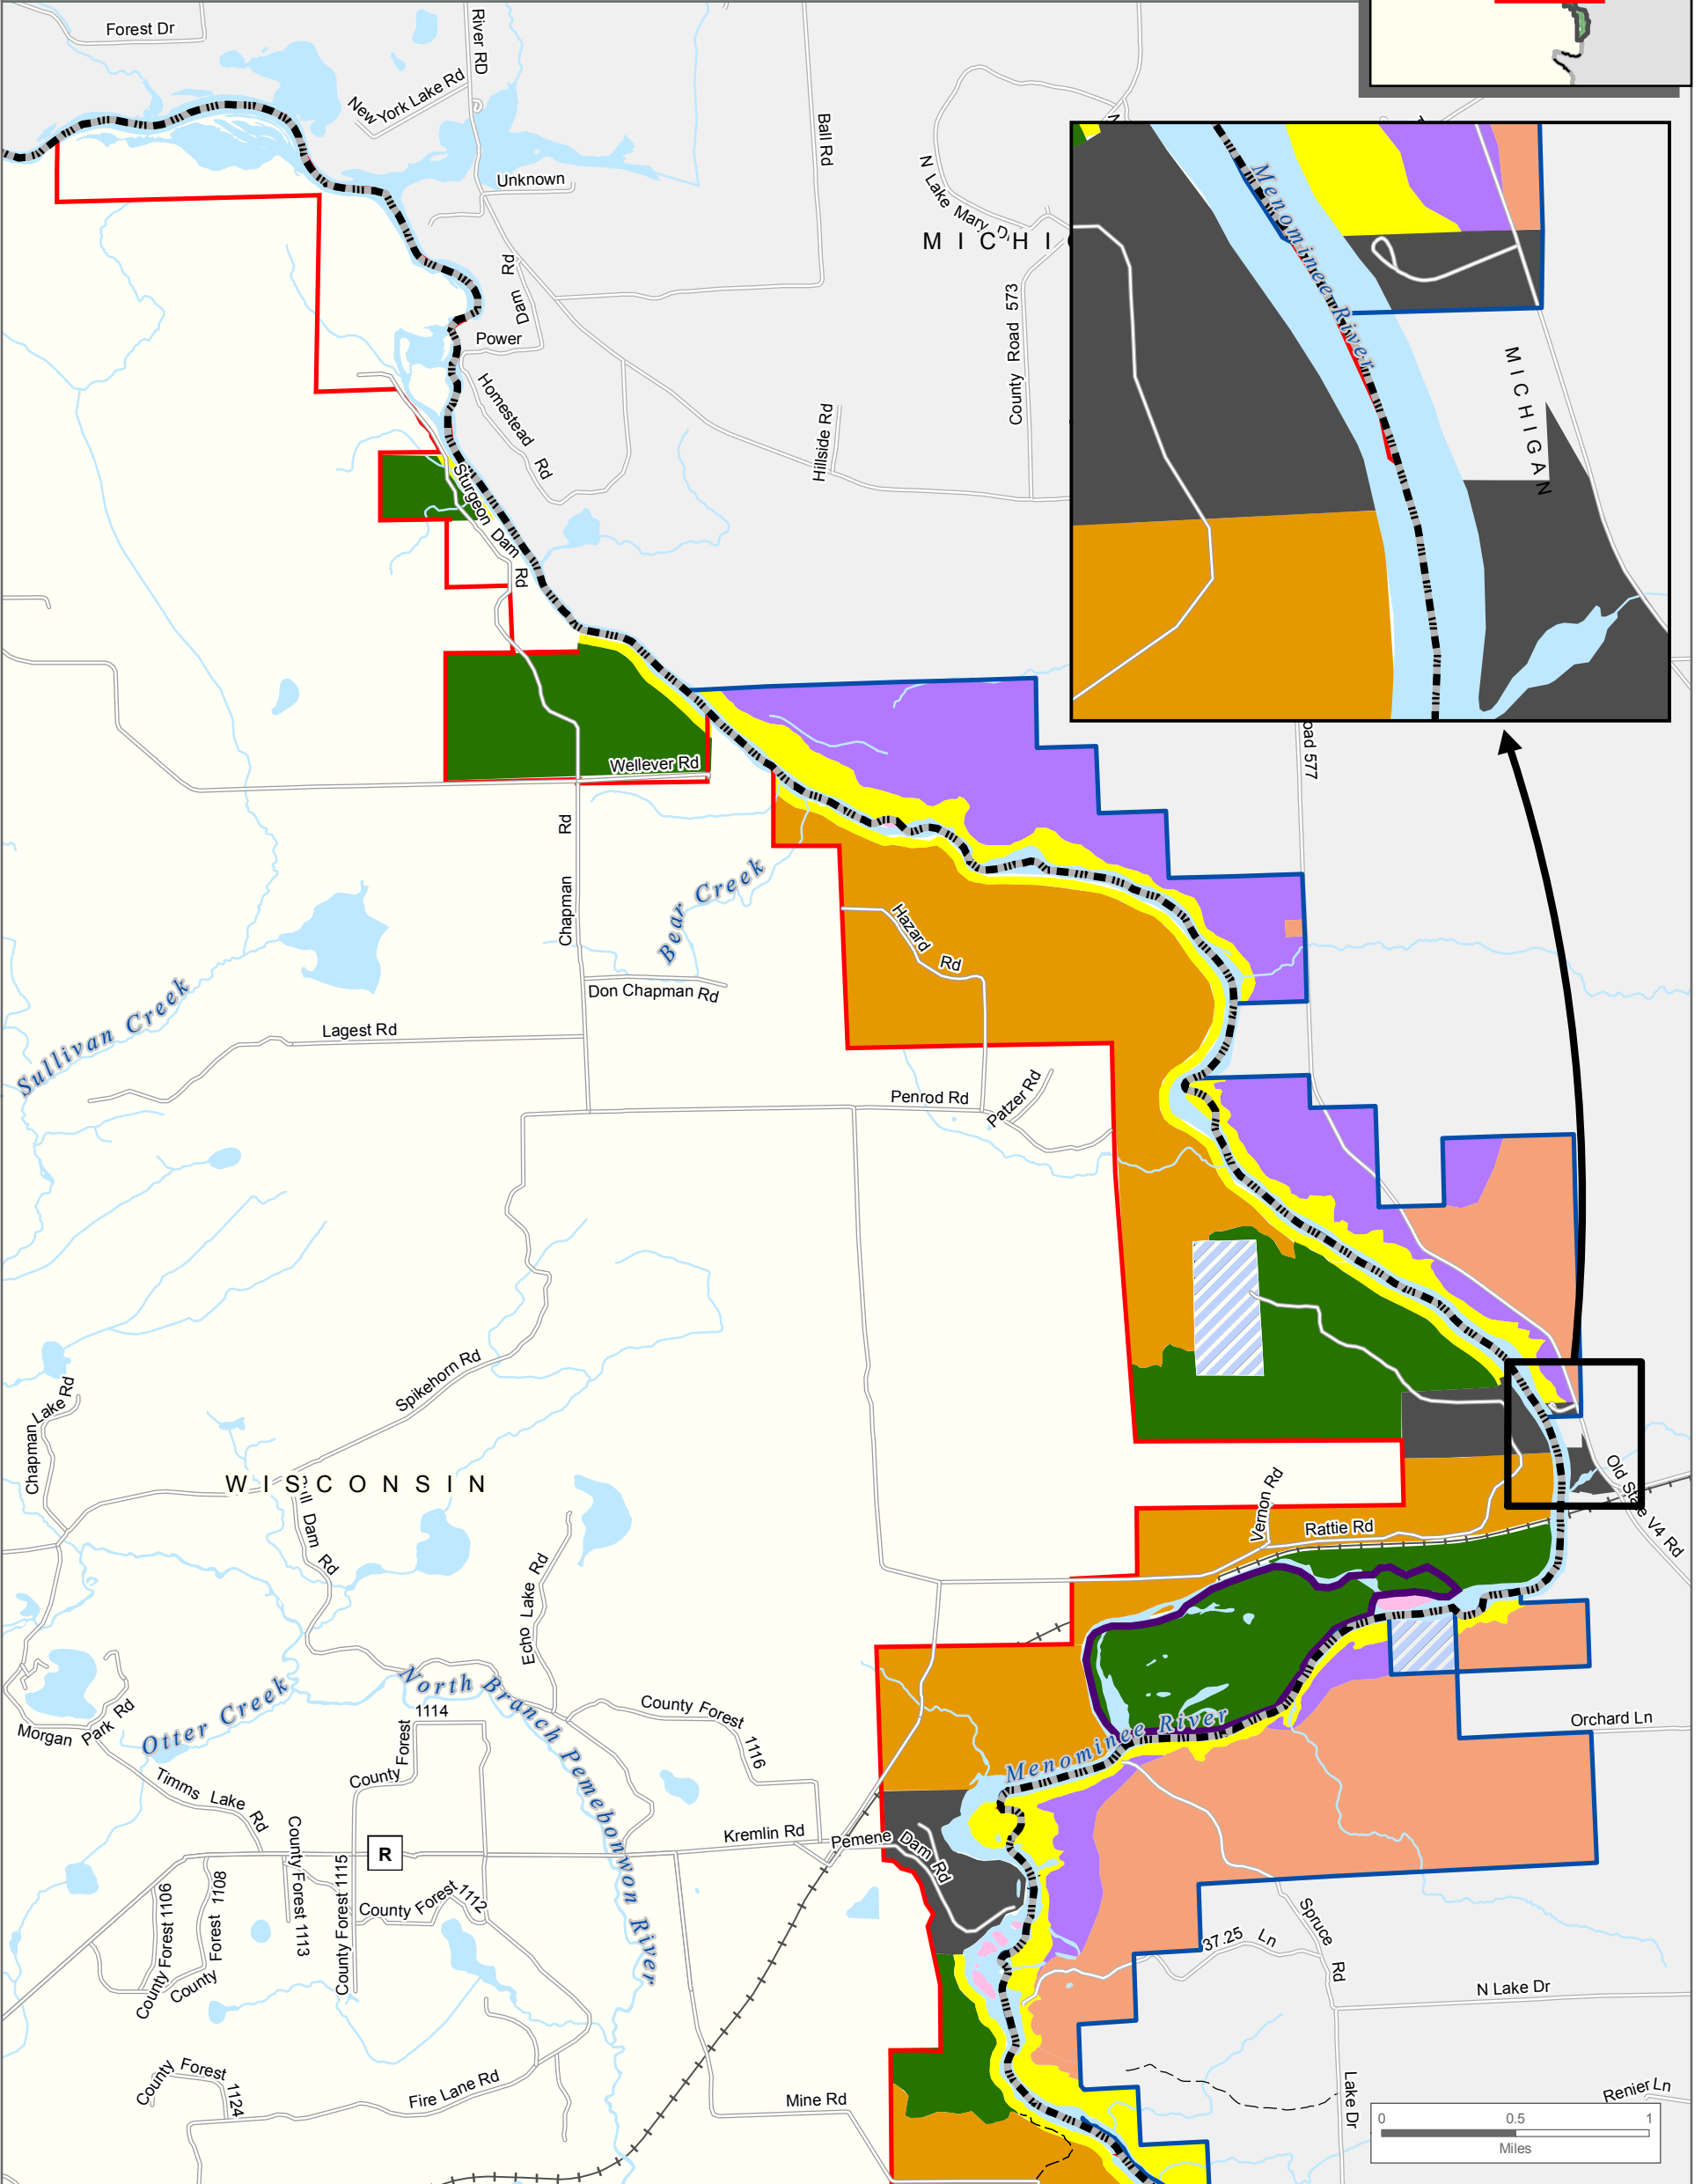 Forest Dr
River RD
New York Lake Rd
Unknown
Ball Rd
N Lake Mary Dr
MICHIG
County Road 573
Dam Rd
Power
Homestead Rd
Hillside Rd
Sturgeon Dam Rd
Menominee River
MICHIGAN
oad 577
Wellever Rd
Chapman Rd
Bear Creek
Hazard Rd
Don Chapman Rd
Sullivan Creek
Lagest Rd
Penrod Rd
Patzer Rd
Spikehorn Rd
Chapman Lake Rd
WISCONSIN
Dam Rd
Vernon Rd
Rattie Rd
Old State V4 Rd
Echo Lake Rd
Morgan Park Rd
Otter Creek
North Branch Pemebonwon River
County Forest 1114
County Forest 1116
Orchard Ln
Menominee River
Timms Lake Rd
County Forest 1113
County Forest 1115
R
Kremlin Rd
Pemene Dam Rd
County Forest 1106
County Forest 1108
County Forest 1112
Spruce Rd
37.25 Ln
N Lake Dr
County Forest 1124
Fire Lane Rd
Mine Rd
Lake Dr
Renier Ln
0 0.5 1
Miles